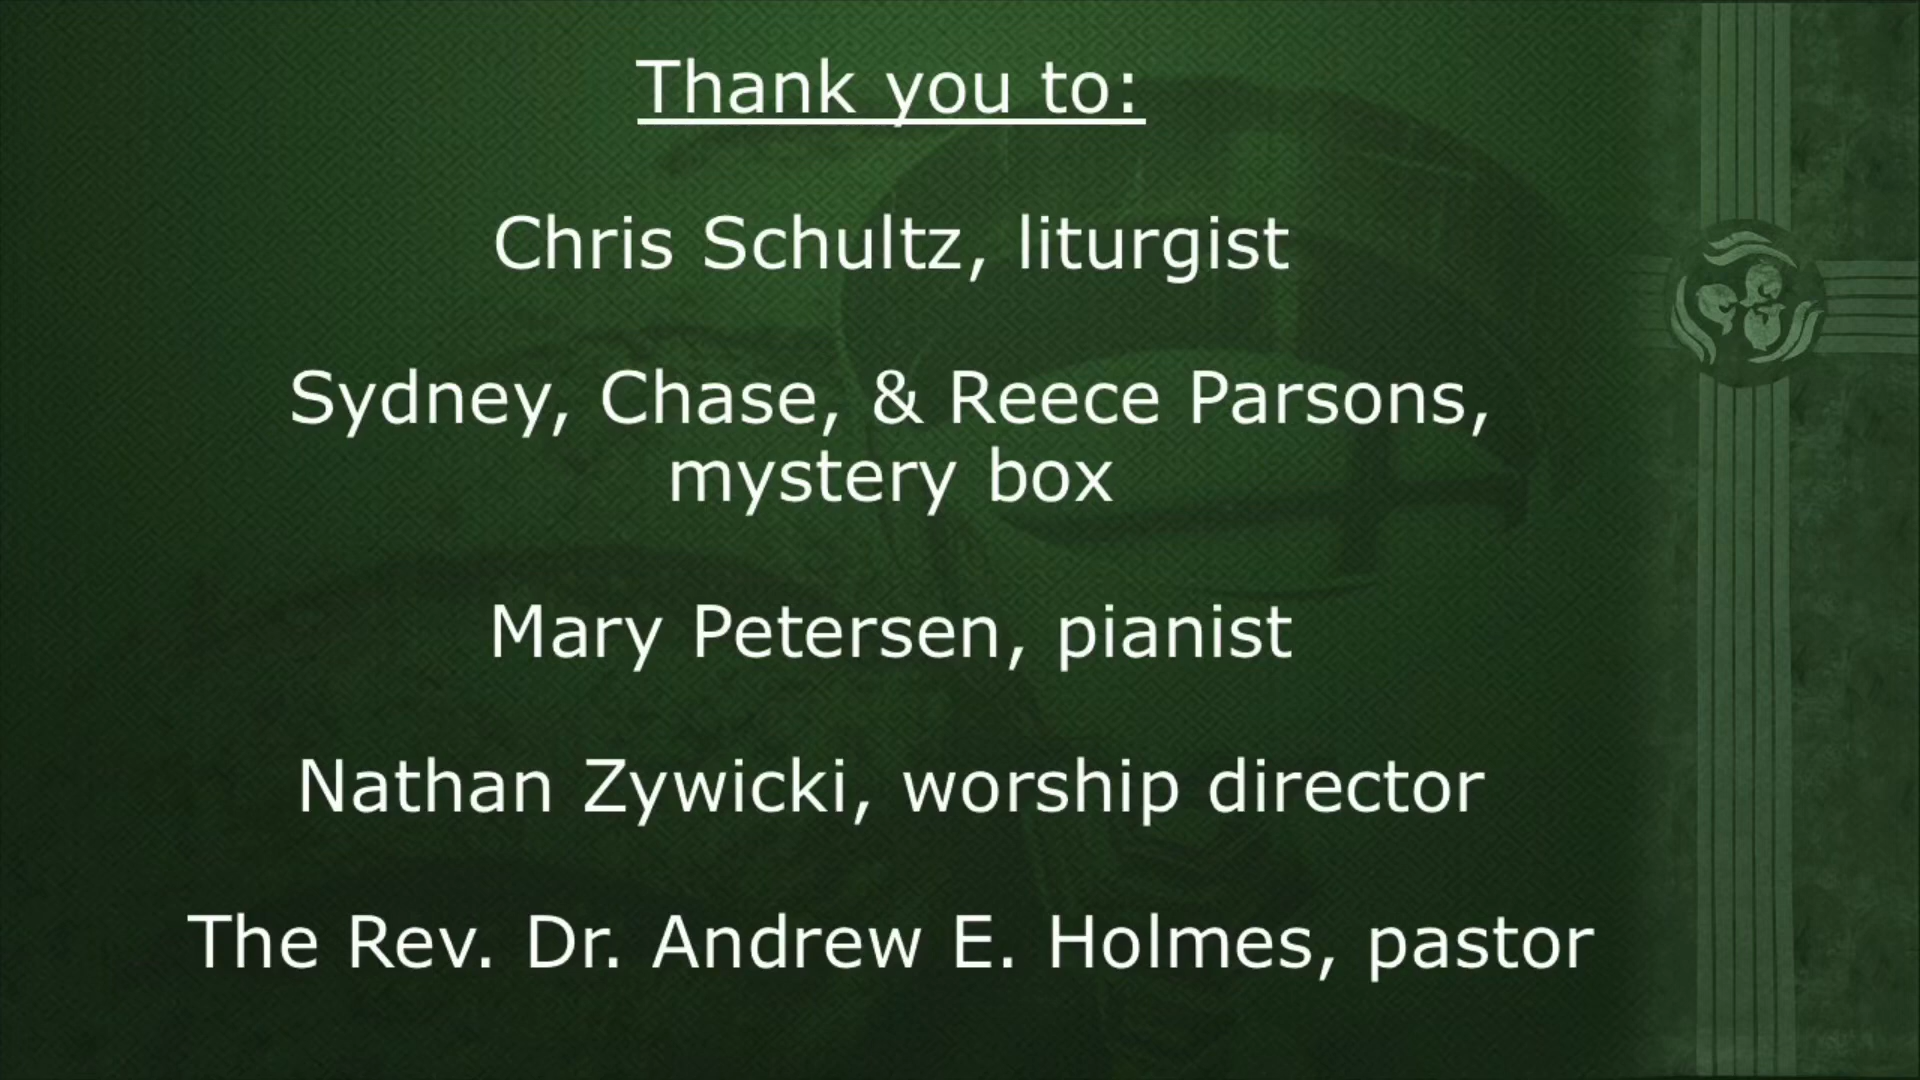 Thank you to:
Chris Schultz, liturgist
Sydney, Chase, & Reece Parsons,
mystery box
Mary Petersen, pianist
Nathan Zywicki, worship director
The Rev. Dr. Andrew E. Holmes, pastor